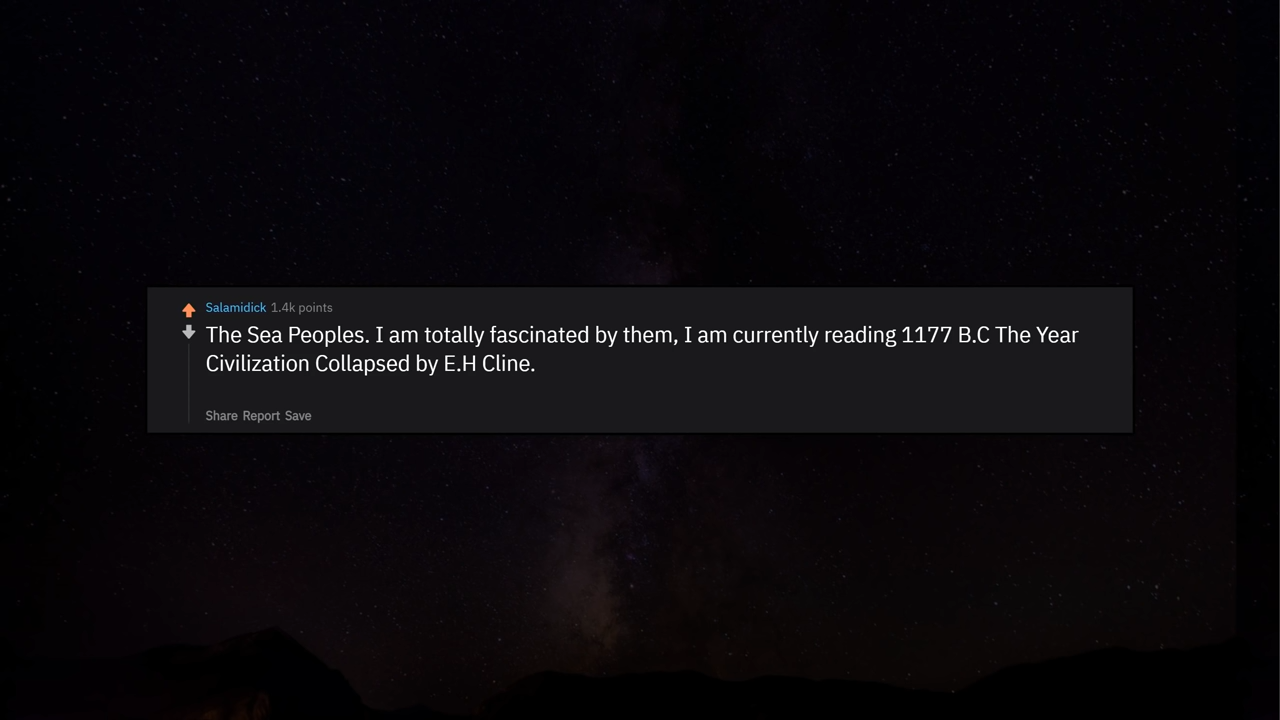 Salamidick 1.4k points
The Sea Peoples. I am totally fascinated by them, I am currently reading 1177 B.C The Year
Civilization Collapsed by E.H Cline.
Share Report Save